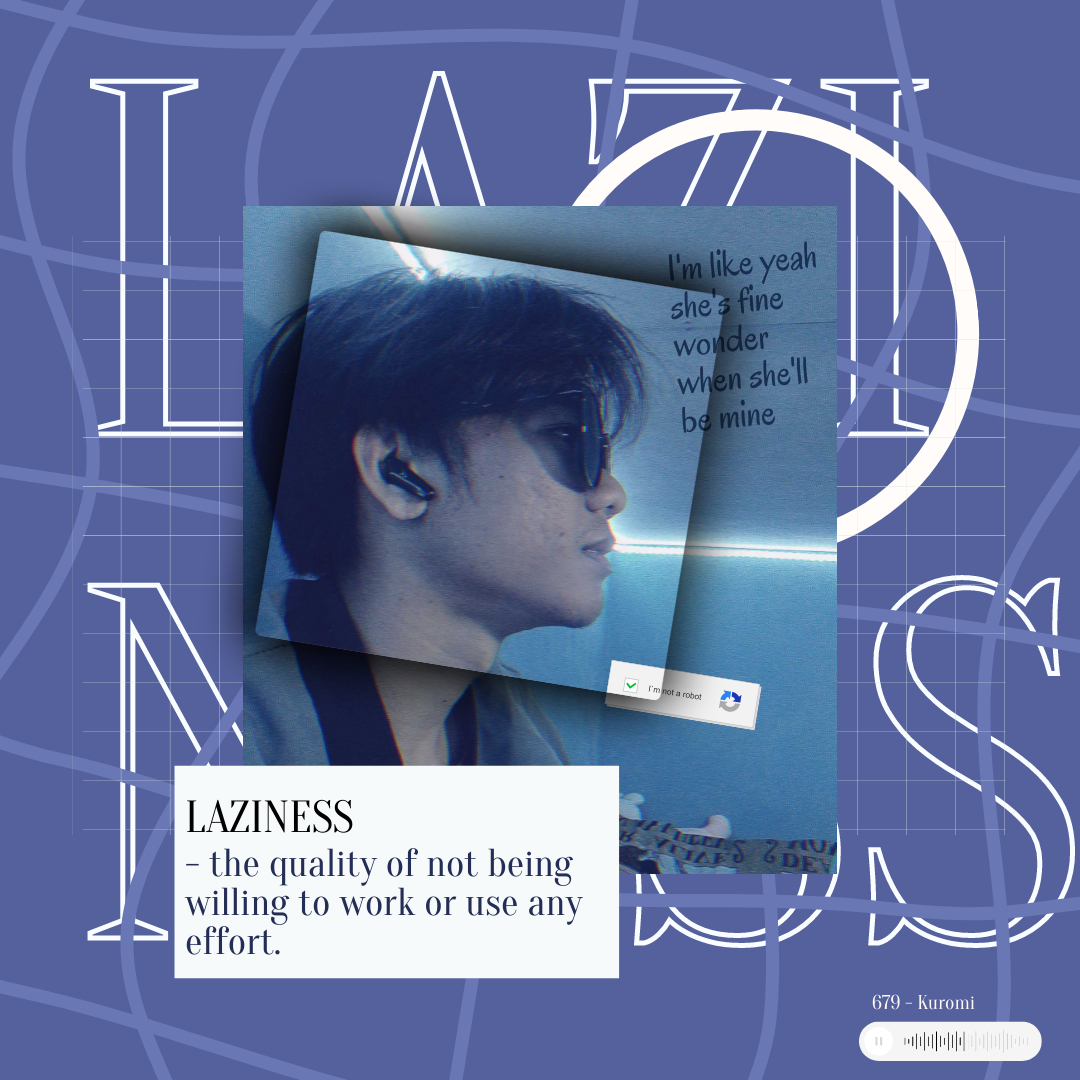 LAZI
I'm like yeah
she's fine
wonder
when she'll
be mine
I'm not a robot
N SS
LAZINESS
- the quality of not being
willing to work or use any
effort.
679 - Kuromi